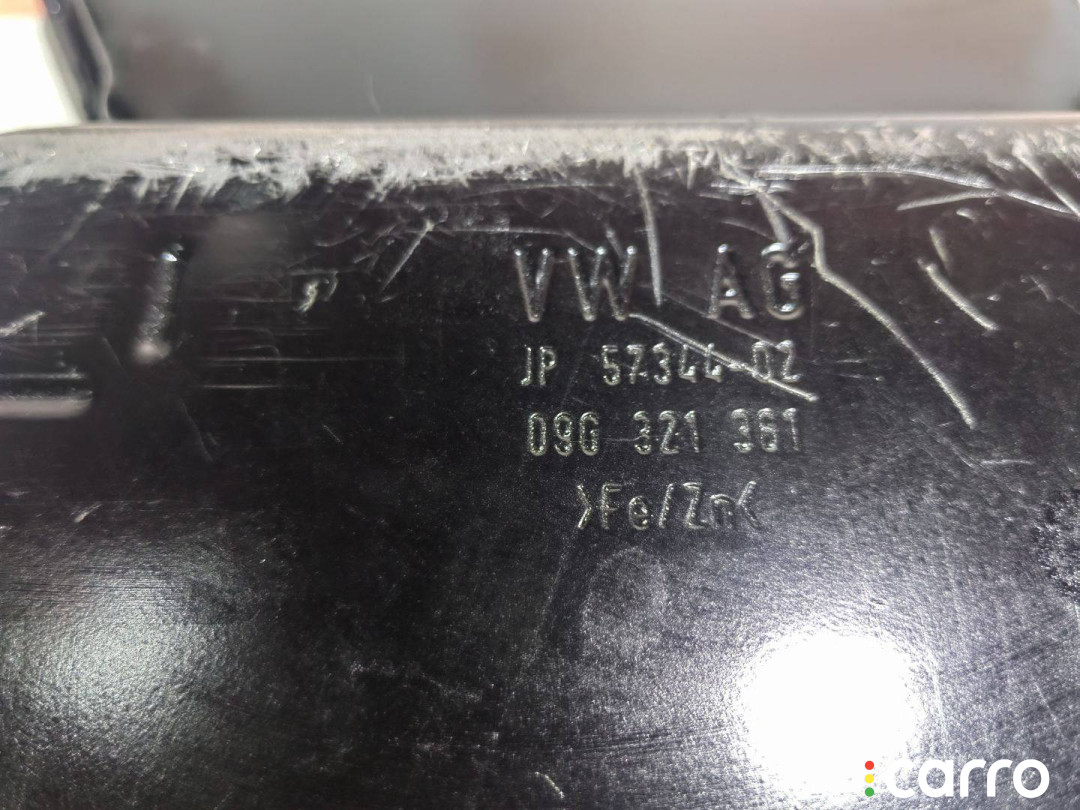 VW AG
JP 57344-02
09G 321 361
>Fe/Zn<
carro